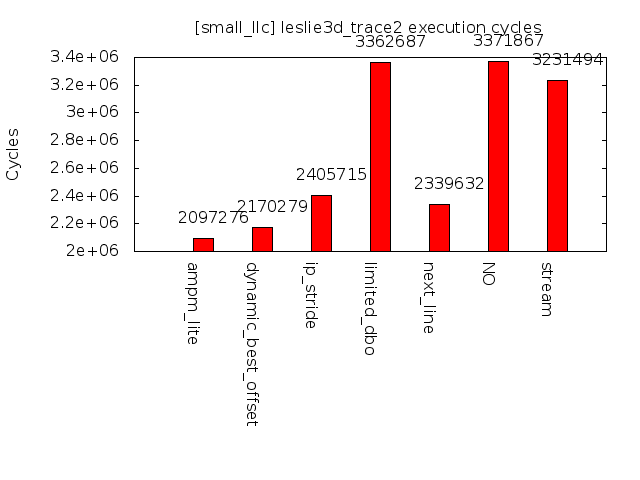 [small_llc] leslie3d_trace2 execution cycles
Cycles
3.4e+06
3.2e+06
3e+06
2.8e+06
2.6e+06
2.4e+06
2.2e+06
2e+06
2097276
2170279
2405715
3362687
2339632
3371867
3231494
ampm_lite
dynamic_best_offset
ip_stride
limited_dbo
next_line
NO
stream